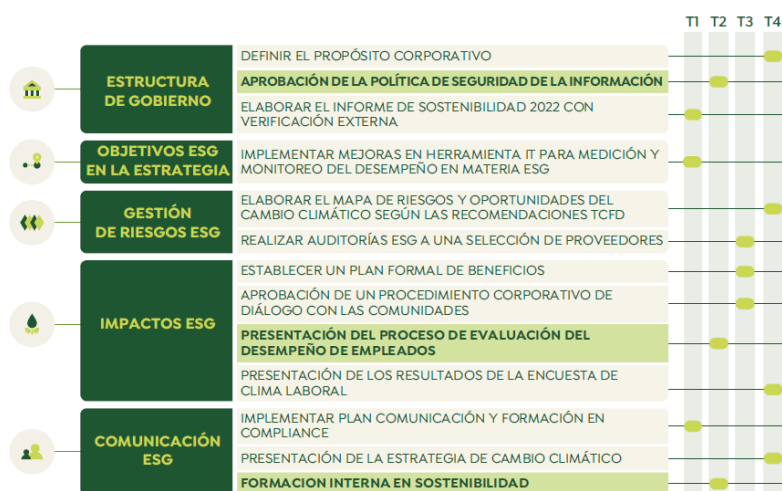 T1 T2 T3 T4
ESTRUCTURA
DE GOBIERNO
DEFINIR EL PROPÓSITO CORPORATIVO
APROBACIÓN DE LA POLÍTICA DE SEGURIDAD DE LA INFORMACIÓN
ELABORAR EL INFORME DE SOSTENIBILIDAD 2022 CON
VERIFICACIÓN EXTERNA
OBJETIVOS ESG
EN LA ESTRATEGIA
IMPLEMENTAR MEJORAS EN HERRAMIENTA IT PARA MEDICIÓN Y
MONITOREO DEL DESEMPEÑO EN MATERIA ESG
GESTIÓN
DE RIESGOS ESG
ELABORAR EL MAPA DE RIESGOS Y OPORTUNIDADES DEL
CAMBIO CLIMÁTICO SEGÚN LAS RECOMENDACIONES TCFD
REALIZAR AUDITORÍAS ESG A UNA SELECCIÓN DE PROVEEDORES
IMPACTOS ESG
ESTABLECER UN PLAN FORMAL DE BENEFICIOS
APROBACIÓN DE UN PROCEDIMIENTO CORPORATIVO DE
DIÁLOGO CON LAS COMUNIDADES
PRESENTACIÓN DEL PROCESO DE EVALUACIÓN DEL
DESEMPEÑO DE EMPLEADOS
PRESENTACIÓN DE LOS RESULTADOS DE LA ENCUESTA DE
CLIMA LABORAL
COMUNICACIÓN
ESG
IMPLEMENTAR PLAN COMUNICACIÓN Y FORMACIÓN EN
COMPLIANCE
PRESENTACIÓN DE LA ESTRATEGIA DE CAMBIO CLIMÁTICO
FORMACION INTERNA EN SOSTENIBILIDAD